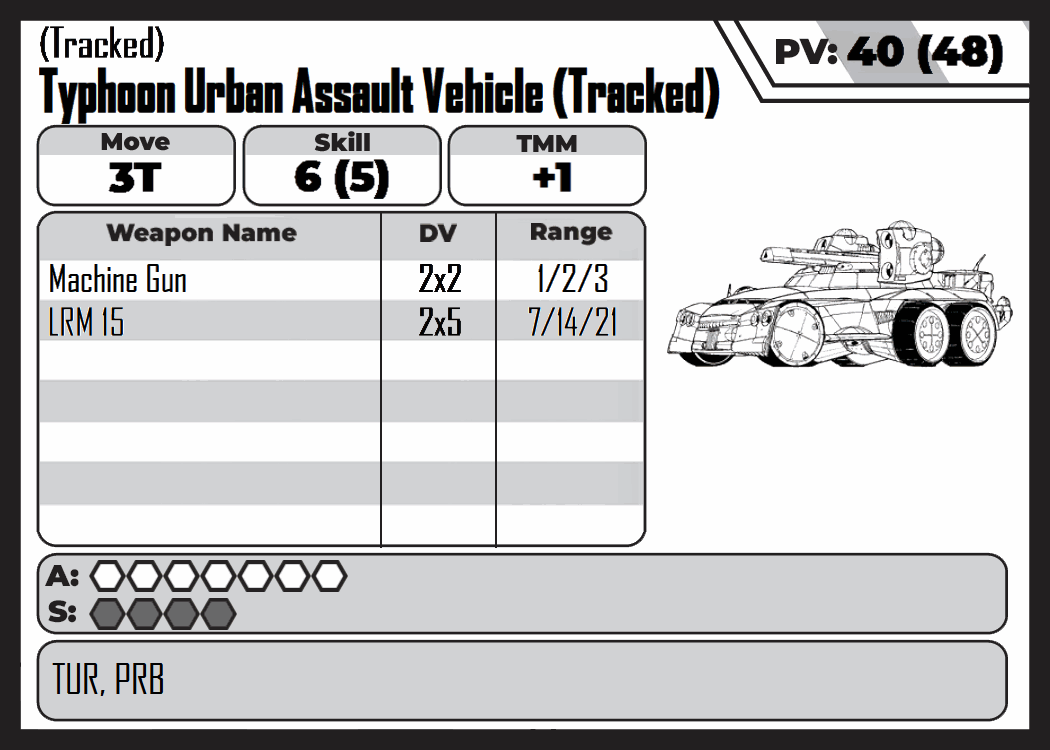 (Tracked)
Typhoon Urban Assault Vehicle (Tracked)
PV: 40 (48)
Move
3T
Skill
6 (5)
TMM
+1
Weapon Name DV Range
Machine Gun 2x2 1/2/3
LRM 15 2x5 7/14/21
A:
S:
TUR, PRB